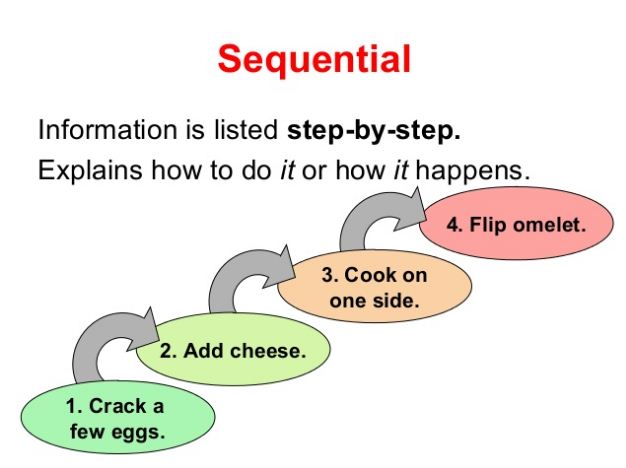 Sequential
Information is listed step-by-step.
Explains how to do it or how it happens.
4. Flip omelet.
3. Cook on
one side.
2. Add cheese.
1. Crack a
few eggs.